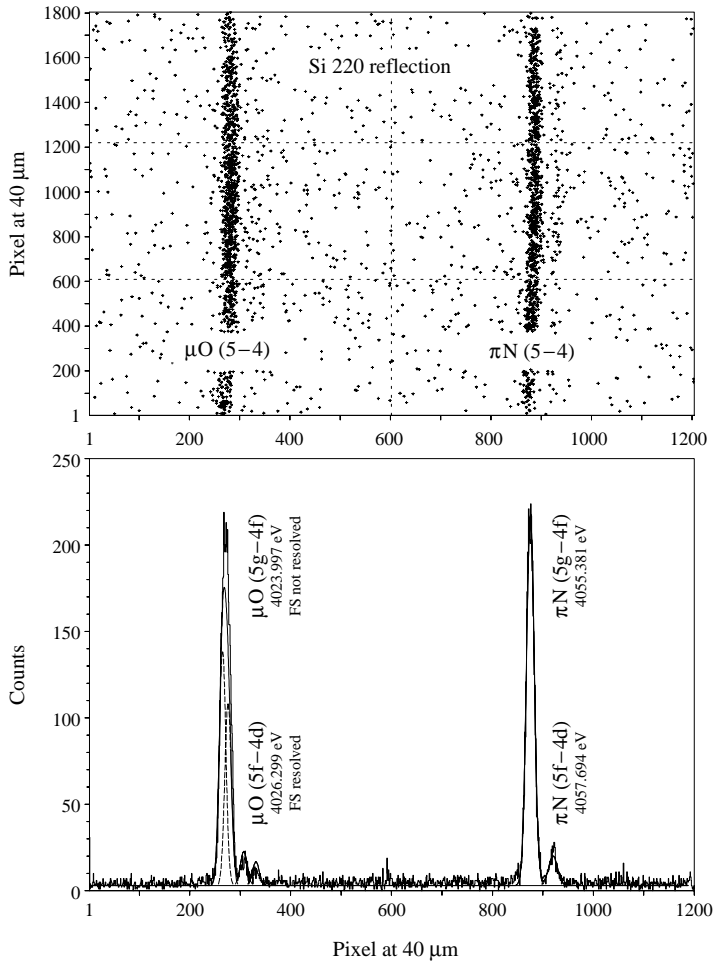 1800
1600
1400
1200
1000
800
600
400
200
1
Pixel at 40 μm
Si 220 reflection
μO (5−4)
πN (5−4)
1
200
400
600
800
1000
1200
250
200
150
100
50
0
Counts
μO (5g−4f)
4023.997 eV
FS not resolved
μO (5f−4d)
4026.299 eV
FS resolved
πN (5g−4f)
4055.381 eV
πN (5f−4d)
4057.694 eV
1
200
400
600
800
1000
1200
Pixel at 40 μm